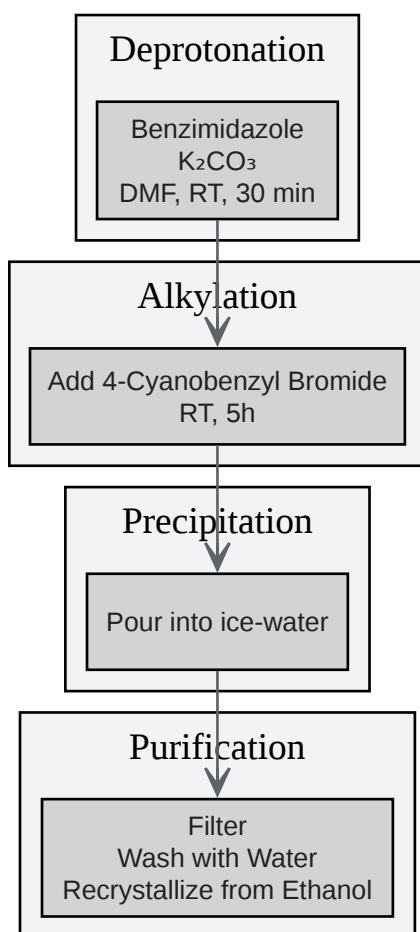 Deprotonation
Benzimidazole
K₂CO₃
DMF, RT, 30 min
Alkylation
Add 4-Cyanobenzyl Bromide
RT, 5h
Precipitation
Pour into ice-water
Purification
Filter
Wash with Water
Recrystallize from Ethanol